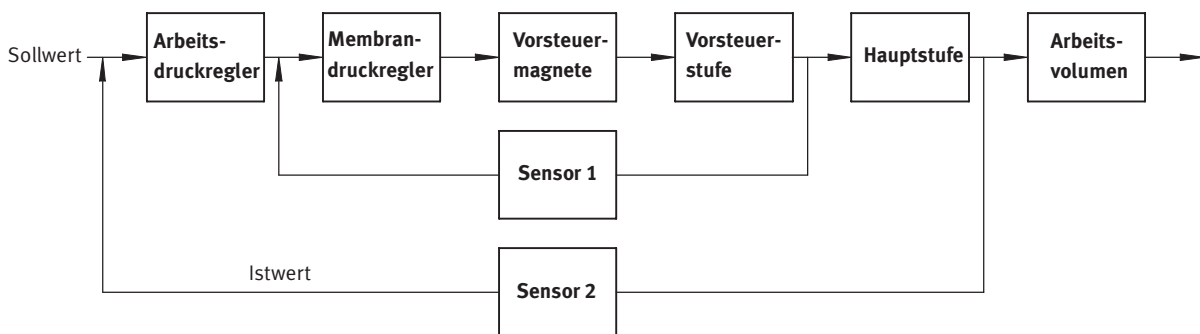 Sollwert
Arbeits-
druckregler
Membran-
druckregler
Vorsteuer-
magnete
Vorsteuer-
stufe
Hauptstufe
Arbeits-
volumen
Sensor 1
Istwert
Sensor 2